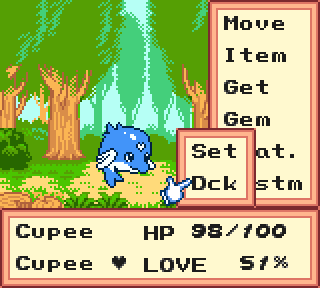 Move
Item
Get
Gem
Set at.
Dck stm
Cupee HP 98/100
Cupee ♥ LOVE 51%